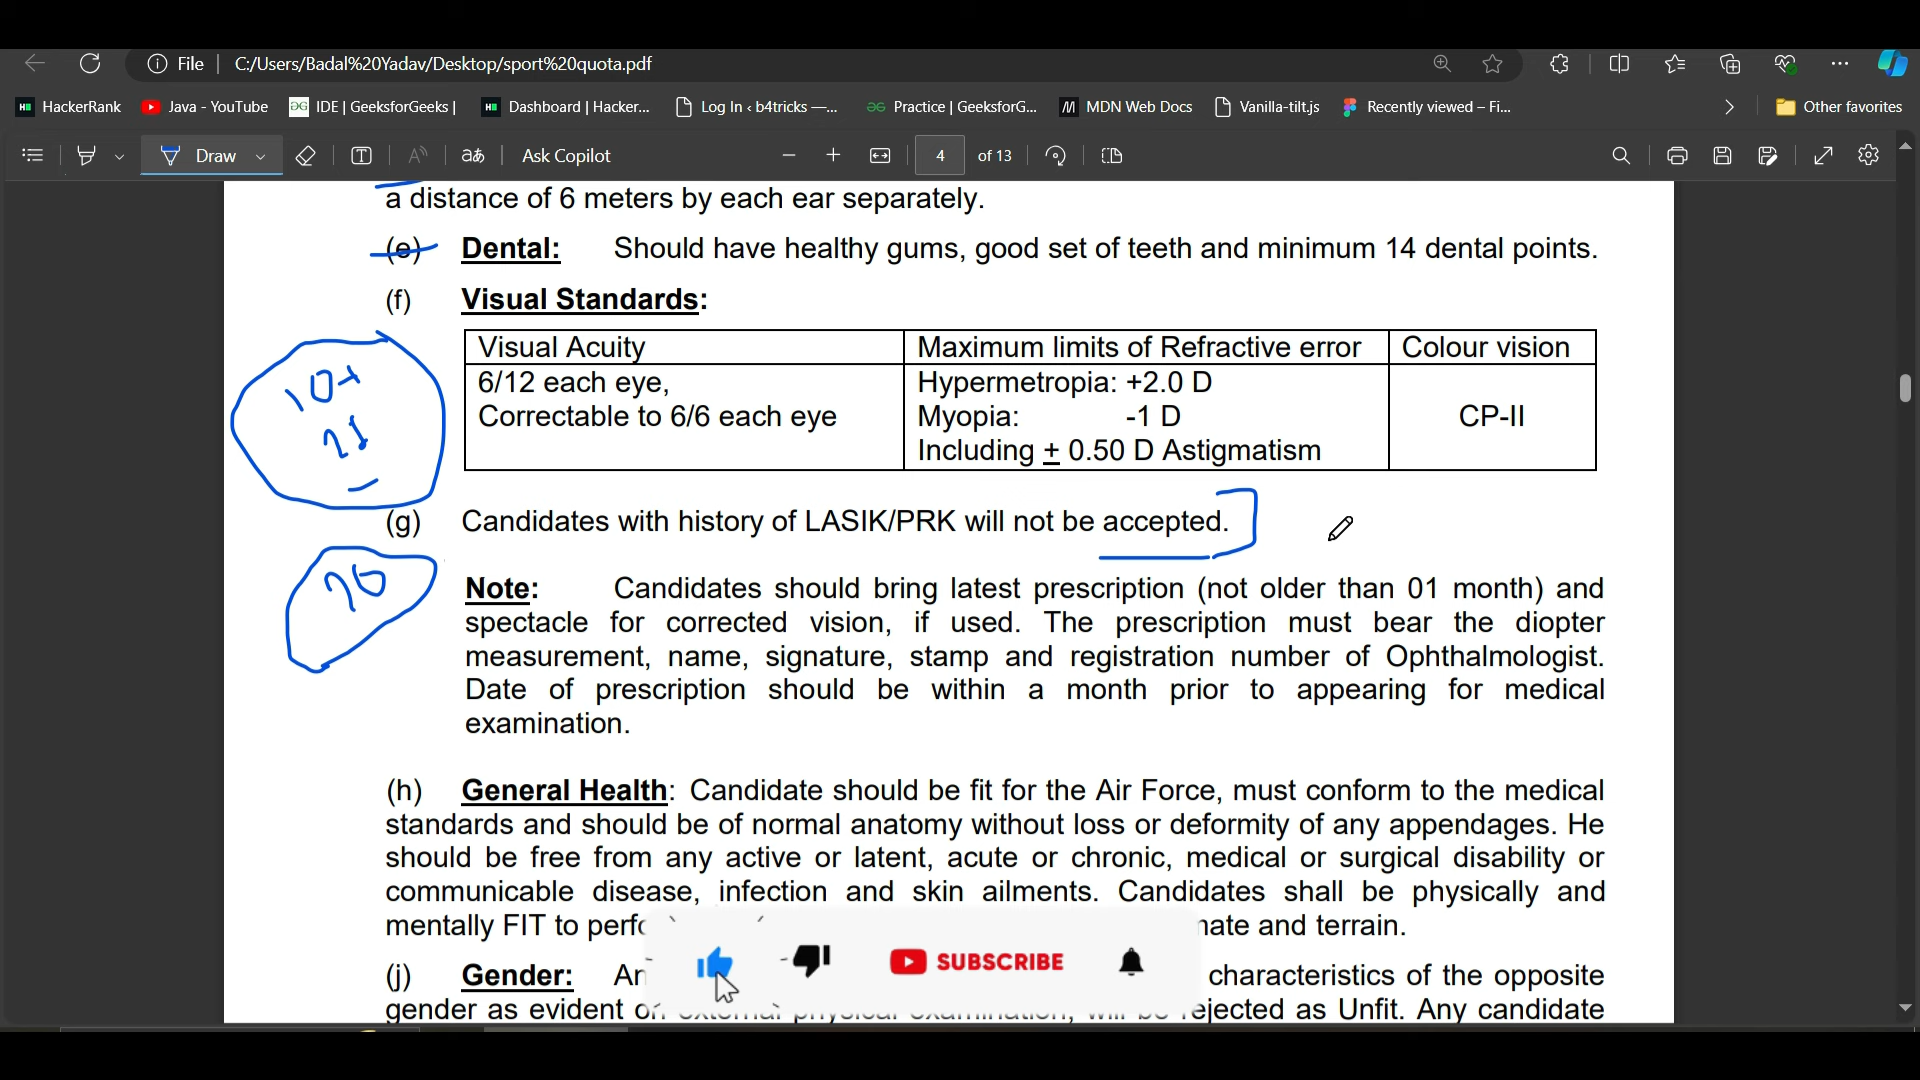 File C:/Users/Badal%20Yadav/Desktop/sport%20quota.pdf
HackerRank Java - YouTube IDE | GeeksforGeeks | Dashboard | Hacker... Log In ‹ b4tricks —... Practice | GeeksforG... MDN Web Docs Vanilla-tilt.js Recently viewed – Fi... Other favorites
Draw Ask Copilot 4 of 13
a distance of 6 meters by each ear separately.
(e) Dental: Should have healthy gums, good set of teeth and minimum 14 dental points.
(f) Visual Standards:
Visual Acuity Maximum limits of Refractive error Colour vision
6/12 each eye, Hypermetropia: +2.0 D
Correctable to 6/6 each eye Myopia: -1 D CP-II
Including ± 0.50 D Astigmatism
10+
(g) Candidates with history of LASIK/PRK will not be accepted.
Note: Candidates should bring latest prescription (not older than 01 month) and
spectacle for corrected vision, if used. The prescription must bear the diopter
measurement, name, signature, stamp and registration number of Ophthalmologist.
Date of prescription should be within a month prior to appearing for medical
examination.
(h) General Health: Candidate should be fit for the Air Force, must conform to the medical
standards and should be of normal anatomy without loss or deformity of any appendages. He
should be free from any active or latent, acute or chronic, medical or surgical disability or
communicable disease, infection and skin ailments. Candidates shall be physically and
mentally FIT to and terrain.
SUBSCRIBE
(j) Gender: characteristics of the opposite
gender as evident as Unfit. Any candidate